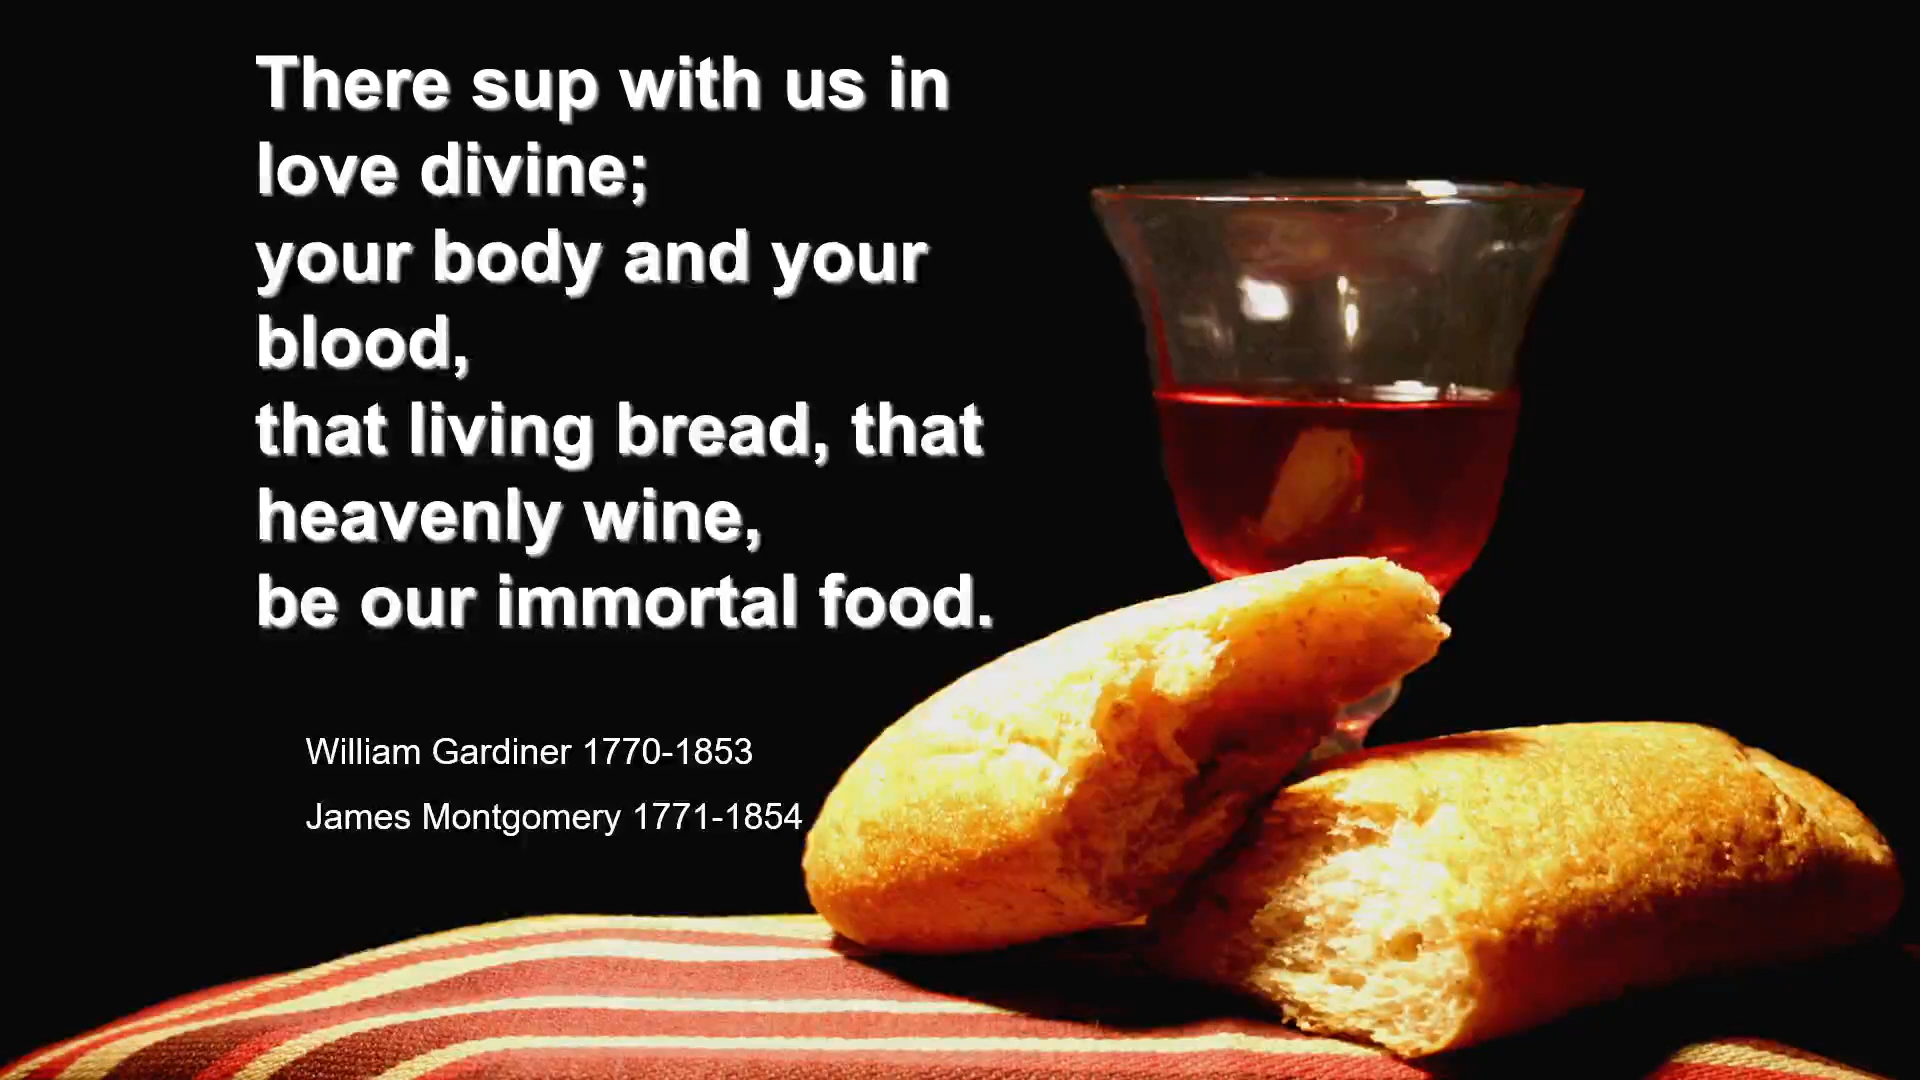 There sup with us in
love divine;
your body and your
blood,
that living bread, that
heavenly wine,
be our immortal food.
William Gardiner 1770-1853
James Montgomery 1771-1854